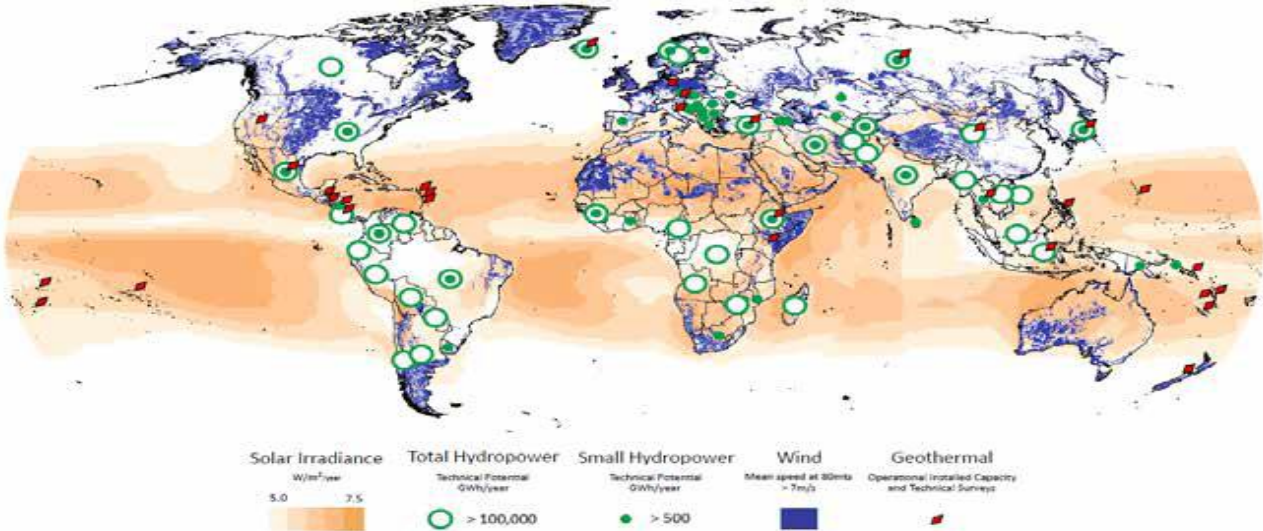 Solar Irradiance
W/m²/year
5.0 7.5
Total Hydropower
Technical Potential
GWh/year
> 100,000
Small Hydropower
Technical Potential
GWh/year
> 500
Wind
Mean speed at 80mts
> 7m/s
Geothermal
Operational Installed Capacity
and Technical Surveys